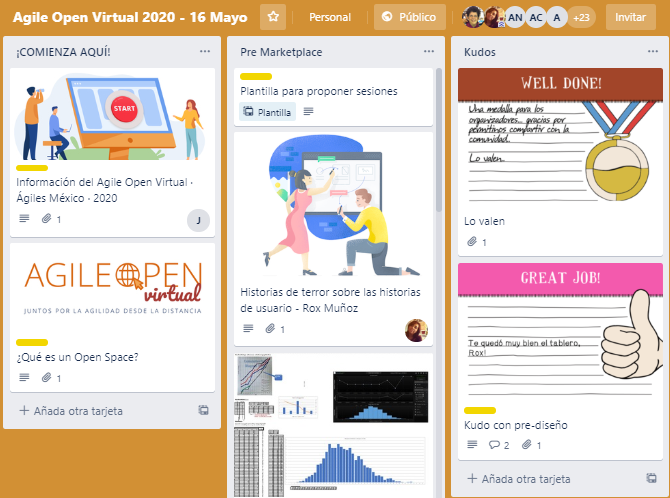 Agile Open Virtual 2020 - 16 Mayo
Personal
Público
AN
AC
A
+23
Invitar
¡COMIENZA AQUÍ!
START
Información del Agile Open Virtual ·
Ágiles México · 2020
1
J
AGILE OPEN
virtual
JUNTOS POR LA AGILIDAD DESDE LA DISTANCIA
¿Qué es un Open Space?
1
Añada otra tarjeta
Pre Marketplace
Plantilla para proponer sesiones
Plantilla
Historias de terror sobre las historias
de usuario - Rox Muñoz
1
Kudos
WELL DONE!
Una medalla para los
organizadores... gracias por
permitirnos compartir con la
comunidad.
Lo valen.
Lo valen
1
GREAT JOB!
Te quedó muy bien el tablero,
Rox!
Kudo con pre-diseño
2
1
Añada otra tarjeta